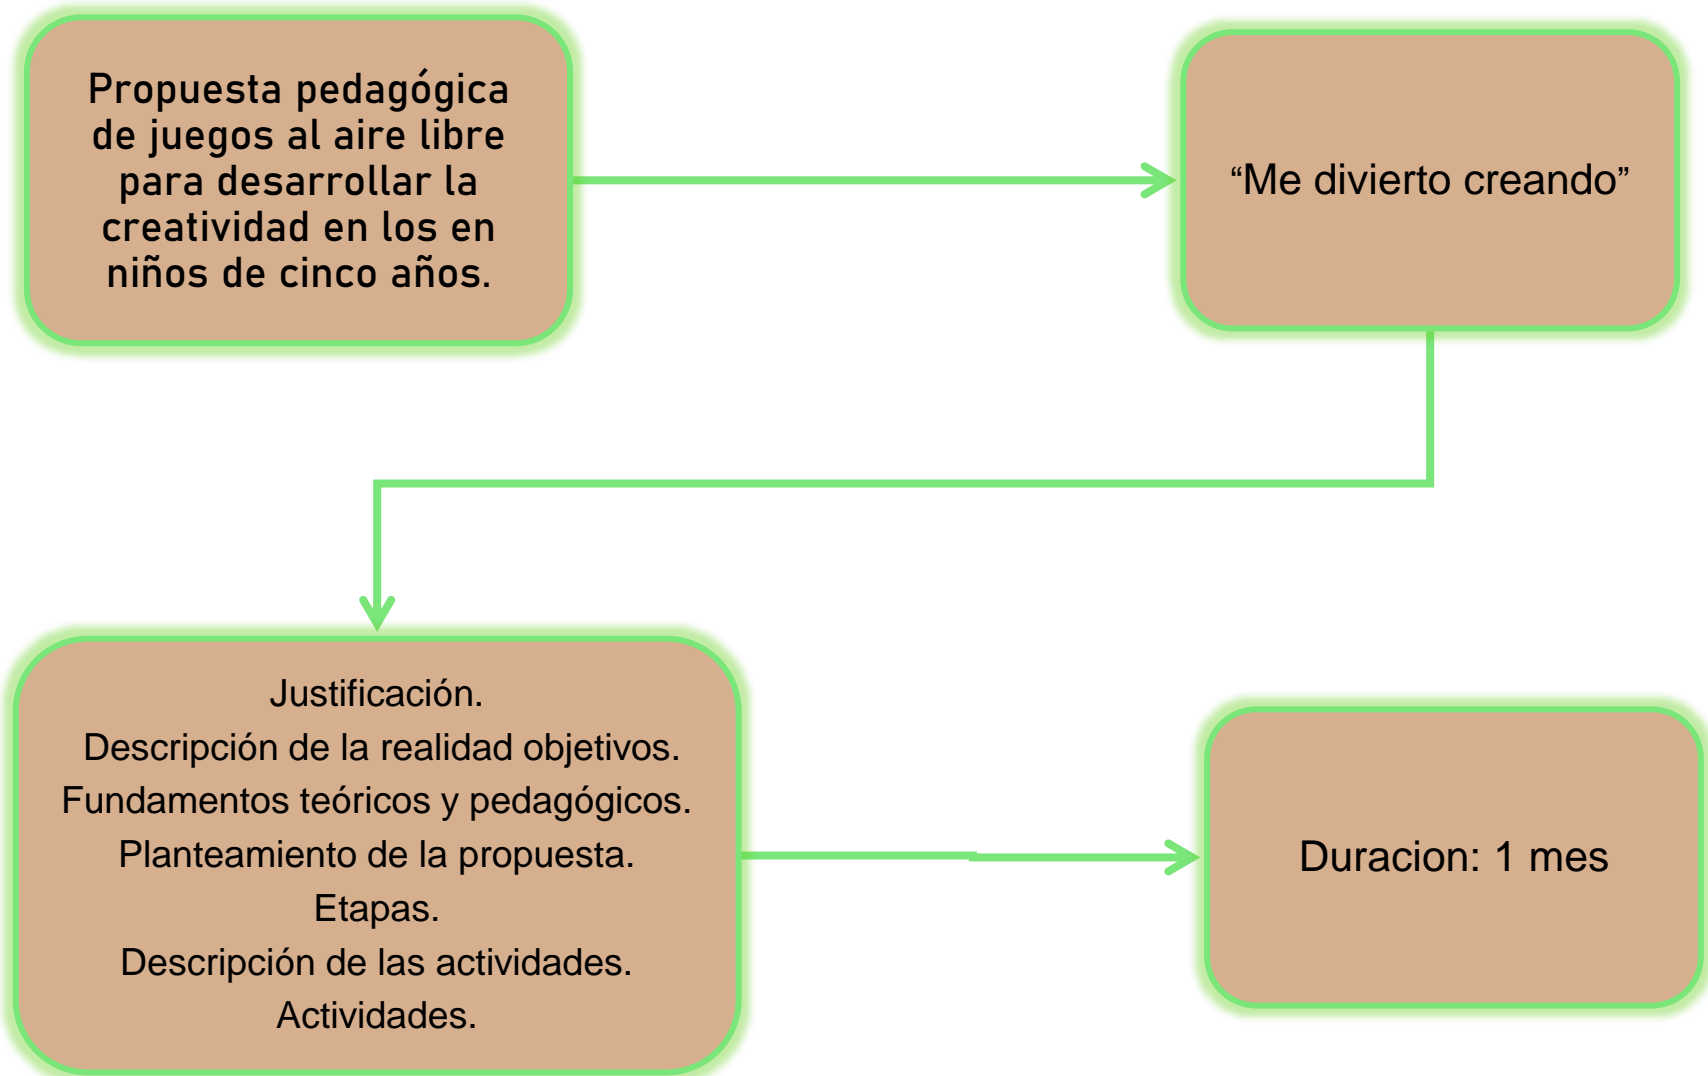 Propuesta pedagógica
de juegos al aire libre
para desarrollar la
creatividad en los en
niños de cinco años.
“Me divierto creando”
Justificación.
Descripción de la realidad objetivos.
Fundamentos teóricos y pedagógicos.
Planteamiento de la propuesta.
Etapas.
Descripción de las actividades.
Actividades.
Duracion: 1 mes